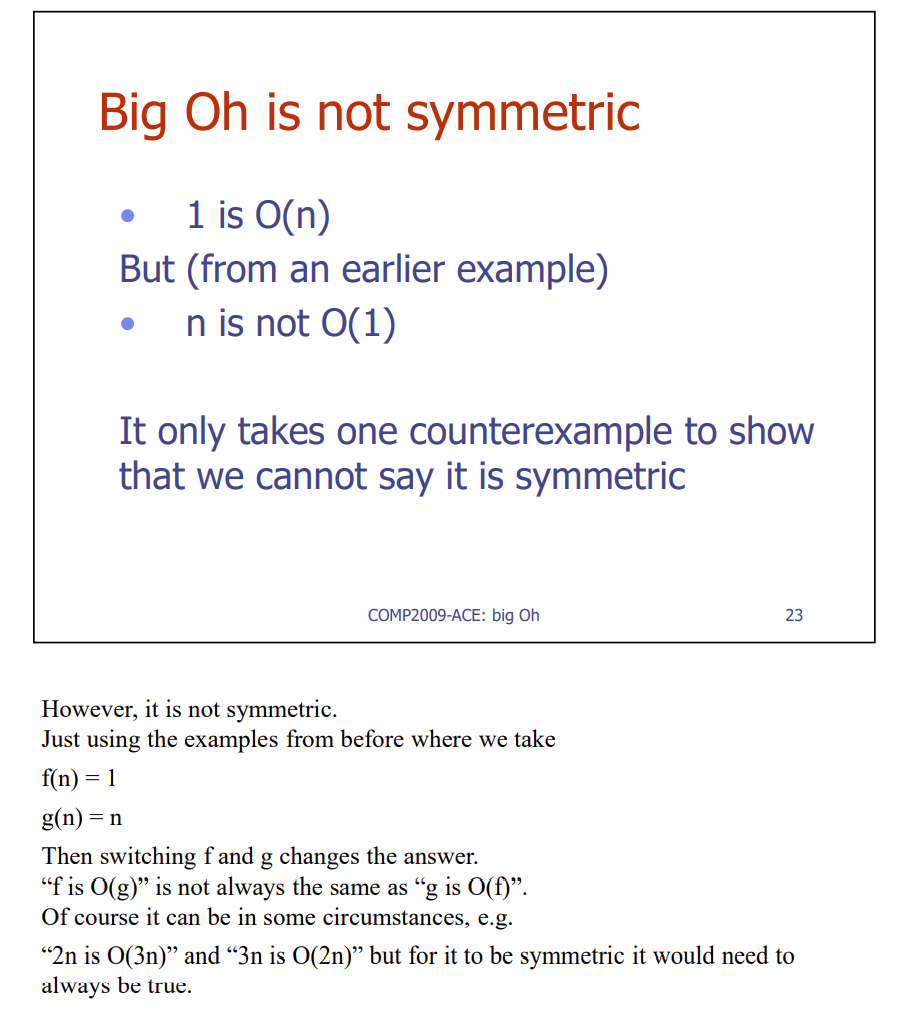 Big Oh is not symmetric
• 1 is O(n)
But (from an earlier example)
• n is not O(1)
It only takes one counterexample to show
that we cannot say it is symmetric
COMP2009-ACE: big Oh
23
However, it is not symmetric.
Just using the examples from before where we take
f(n) = 1
g(n) = n
Then switching f and g changes the answer.
“f is O(g)” is not always the same as “g is O(f)”.
Of course it can be in some circumstances, e.g.
“2n is O(3n)” and “3n is O(2n)” but for it to be symmetric it would need to
always be true.